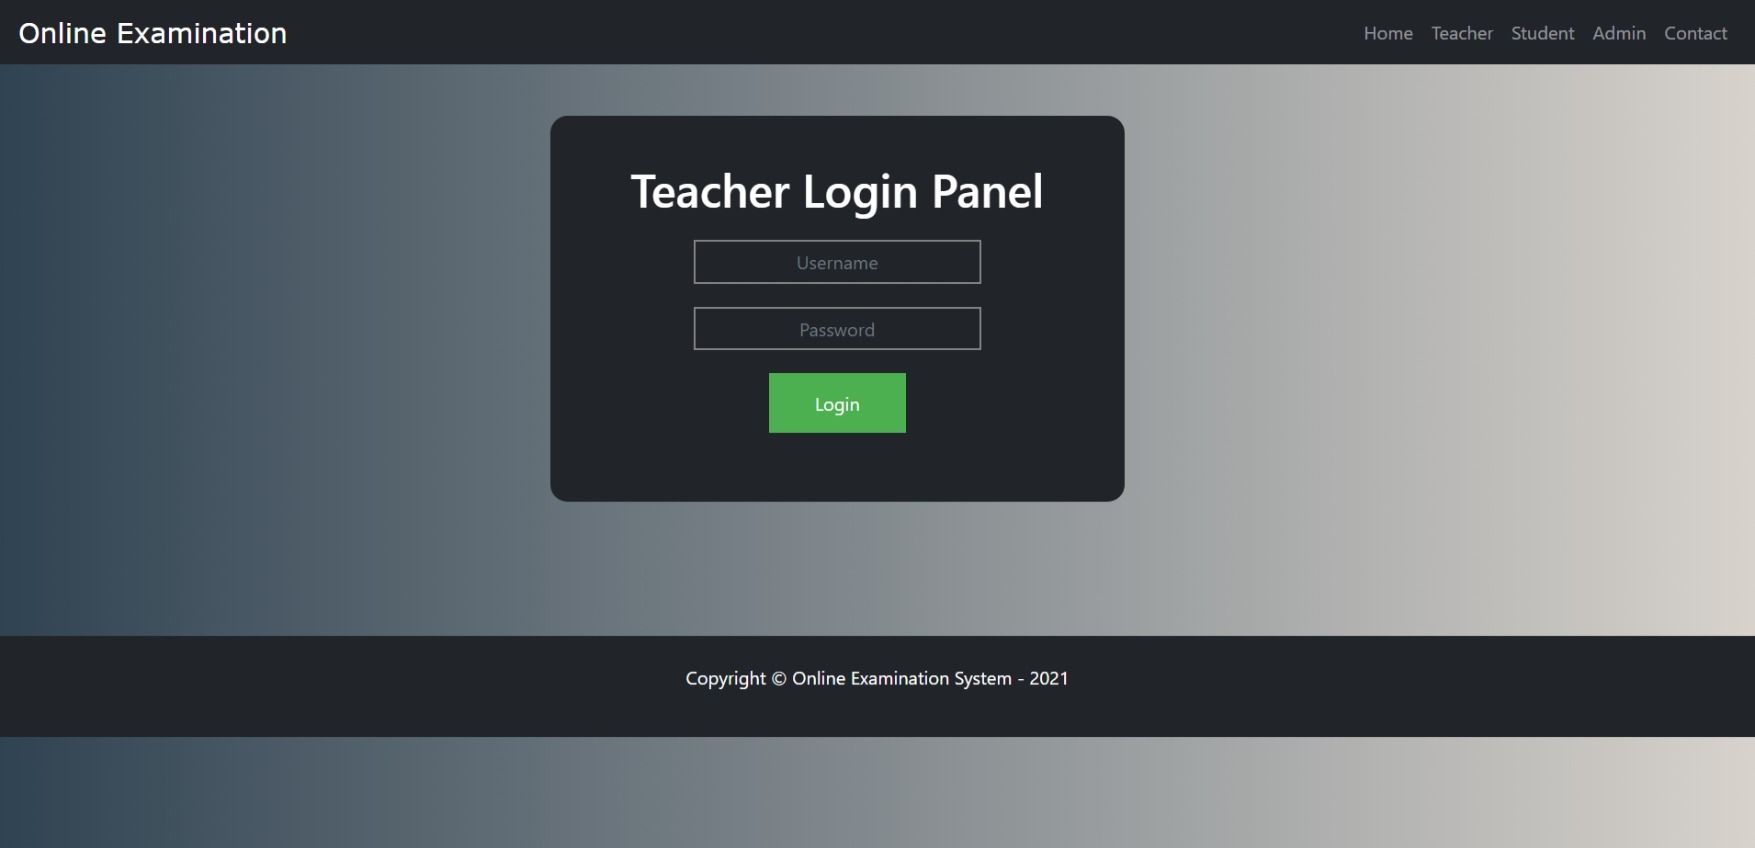 Online Examination
Home Teacher Student Admin Contact
Teacher Login Panel
Username
Password
Login
Copyright © Online Examination System - 2021